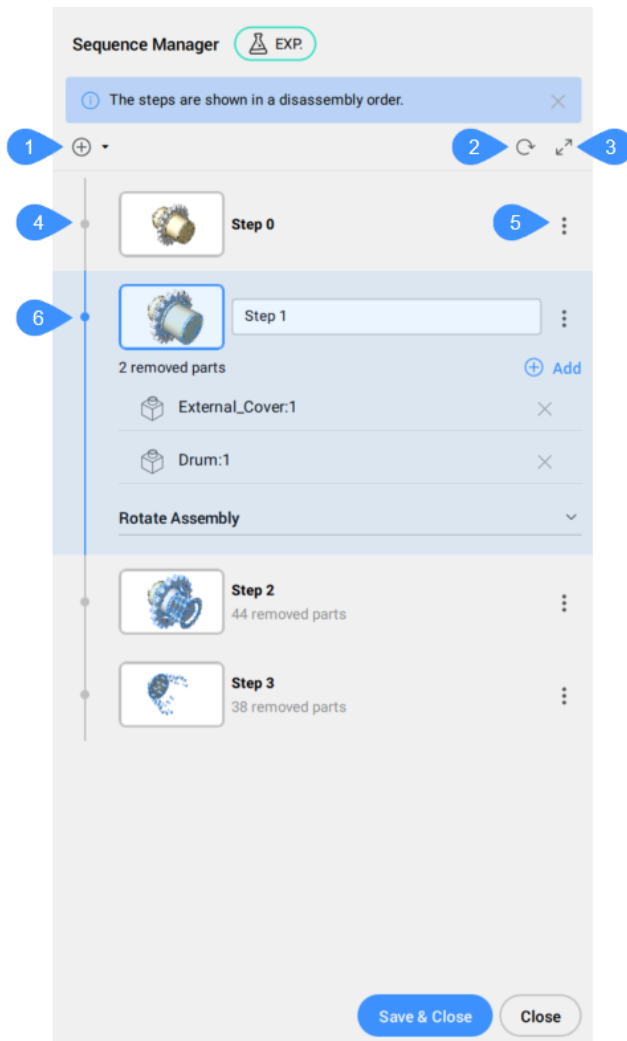 Sequence Manager EXP.
The steps are shown in a disassembly order.
1 2 3
4 Step 0 5
6 Step 1
2 removed parts Add
External_Cover:1
Drum:1
Rotate Assembly
Step 2
44 removed parts
Step 3
38 removed parts
Save & Close Close